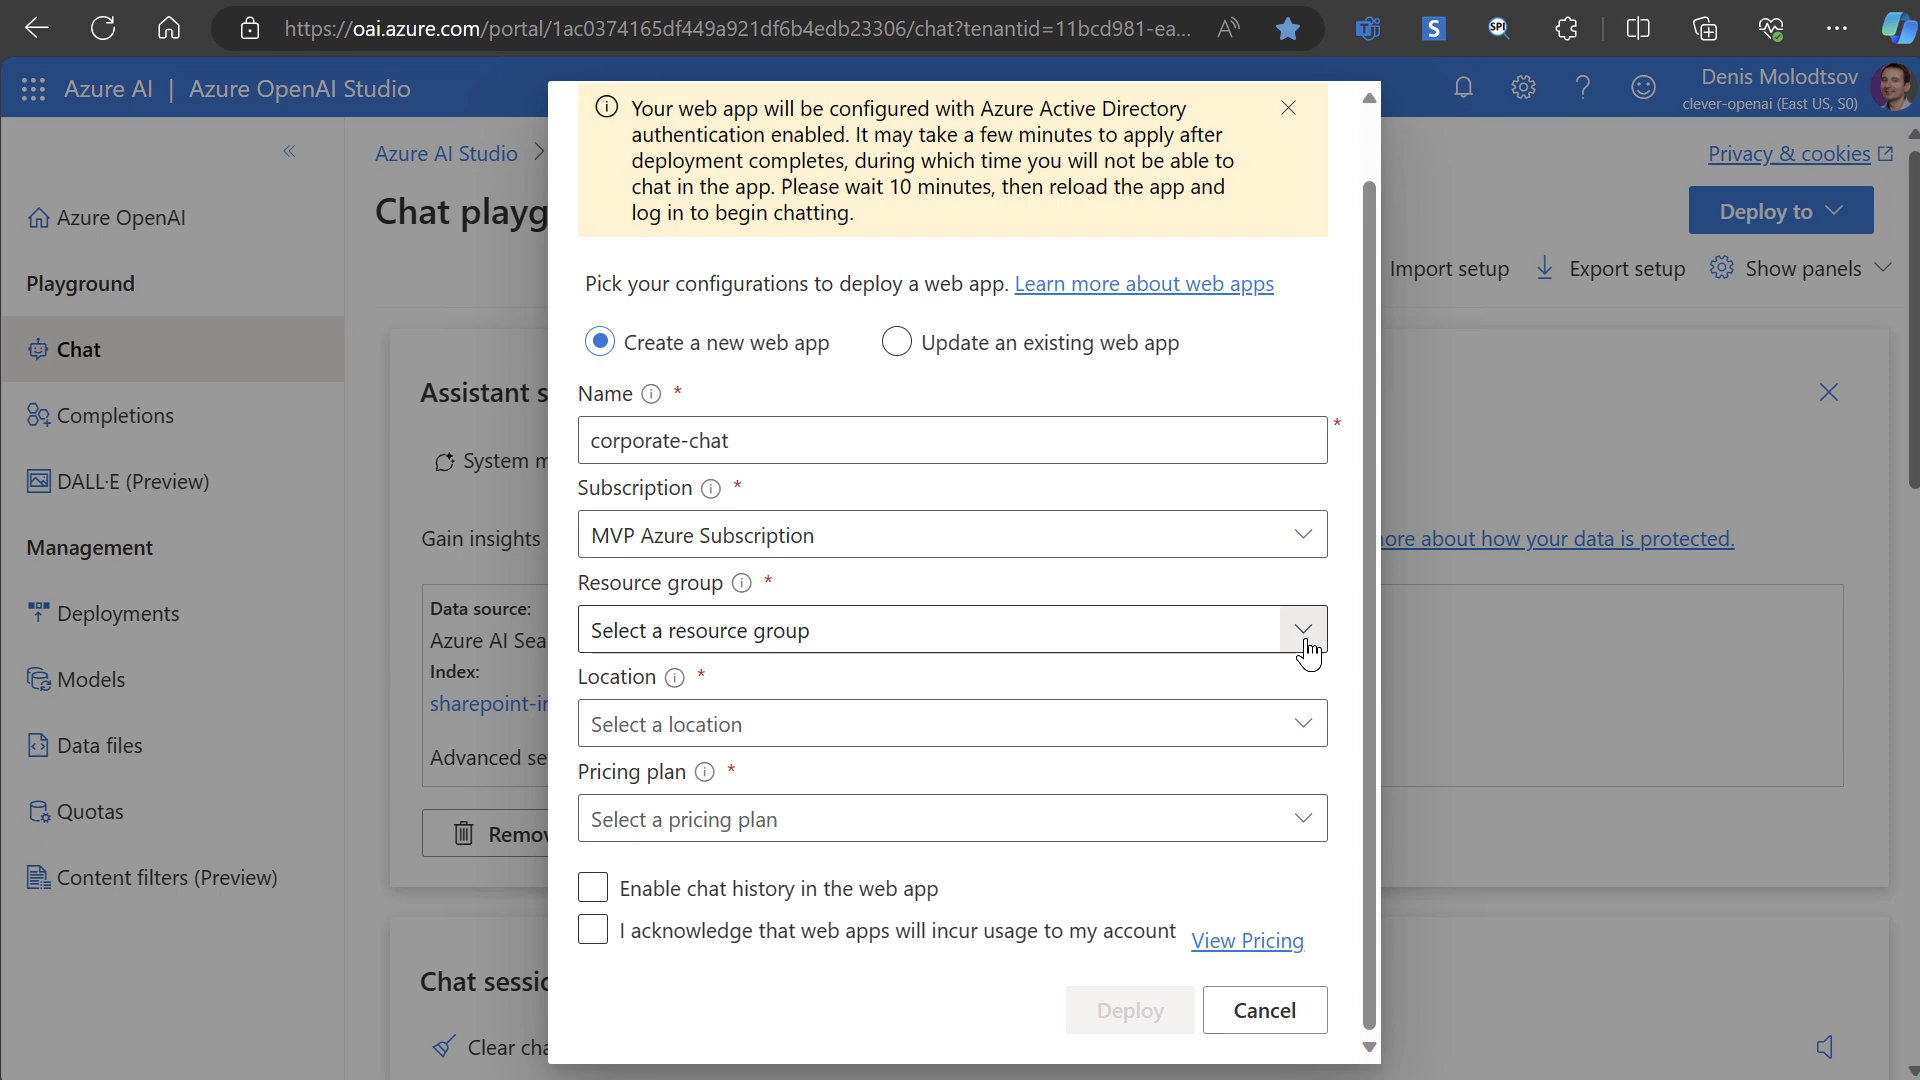 https://oai.azure.com/portal/1ac0374165df449a921df6b4edb23306/chat?tenantid=11bcd981-ea...
Azure AI | Azure OpenAI Studio
Denis Molodtsov
clever-openai (East US, S0)
Azure OpenAI
Playground
Chat
Completions
DALL·E (Preview)
Management
Deployments
Models
Data files
Quotas
Content filters (Preview)
Azure AI Studio
Privacy & cookies
Chat playg
Deploy to
Import setup
Export setup
Show panels
Assistant s
System m
Gain insights
ore about how your data is protected.
Data source:
Azure AI Sea
Index:
sharepoint-in
Advanced se
Remov
Chat sessio
Clear cha
Your web app will be configured with Azure Active Directory
authentication enabled. It may take a few minutes to apply after
deployment completes, during which time you will not be able to
chat in the app. Please wait 10 minutes, then reload the app and
log in to begin chatting.
Pick your configurations to deploy a web app. Learn more about web apps
Create a new web app
Update an existing web app
Name *
corporate-chat *
Subscription *
MVP Azure Subscription
Resource group *
Select a resource group
Location *
Select a location
Pricing plan *
Select a pricing plan
Enable chat history in the web app
I acknowledge that web apps will incur usage to my account View Pricing
Deploy
Cancel